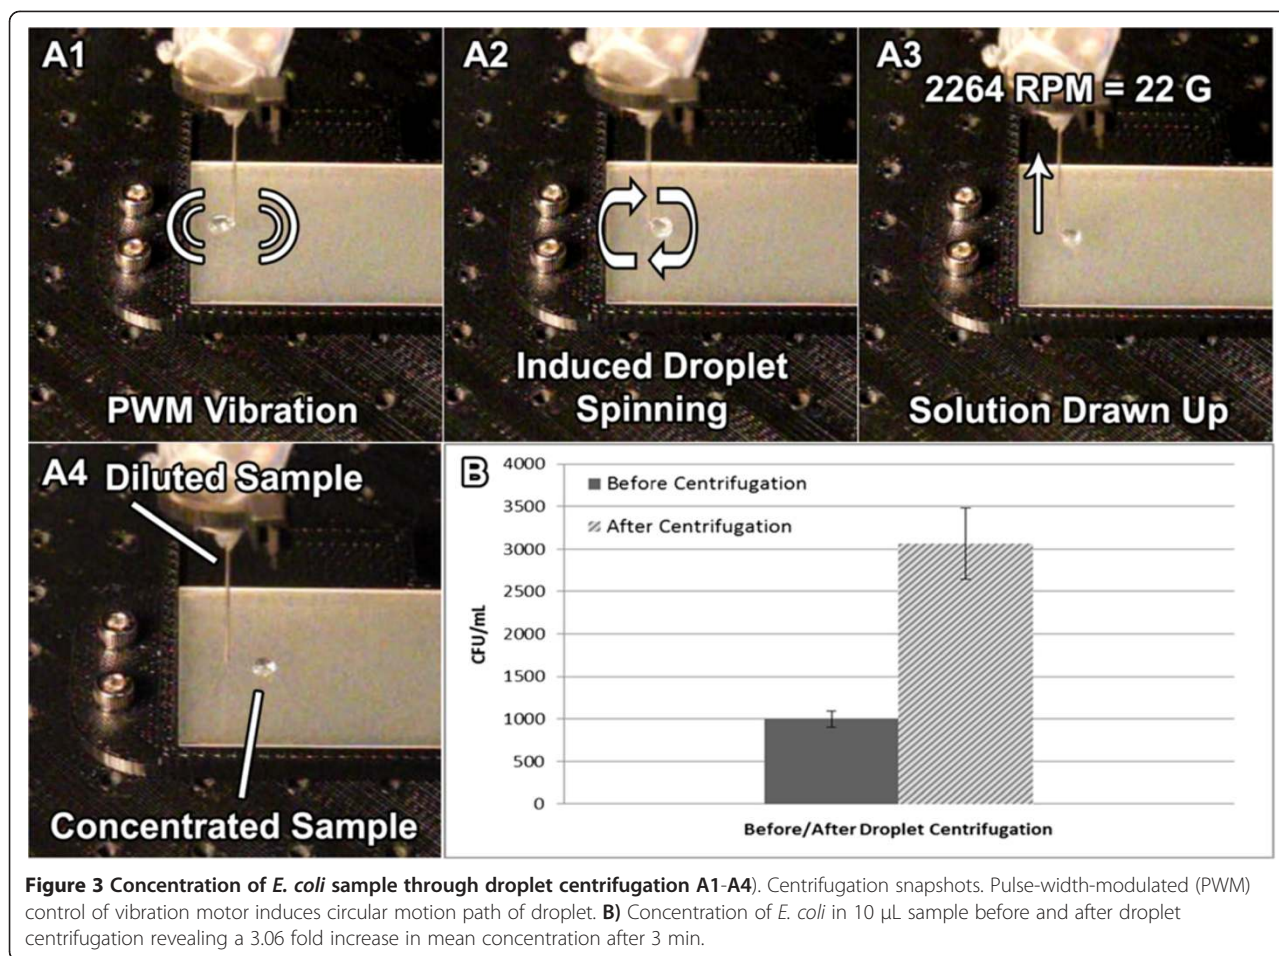 A1
PWM Vibration
A2
Induced Droplet
Spinning
A3
2264 RPM = 22 G
Solution Drawn Up
A4 Diluted Sample
Concentrated Sample
B
4000
3500
3000
2500
2000
1500
1000
500
0
CFU/mL
Before Centrifugation
After Centrifugation
Before/After Droplet Centrifugation
Figure 3 Concentration of E. coli sample through droplet centrifugation A1-A4). Centrifugation snapshots. Pulse-width-modulated (PWM)
control of vibration motor induces circular motion path of droplet. B) Concentration of E. coli in 10 μL sample before and after droplet
centrifugation revealing a 3.06 fold increase in mean concentration after 3 min.